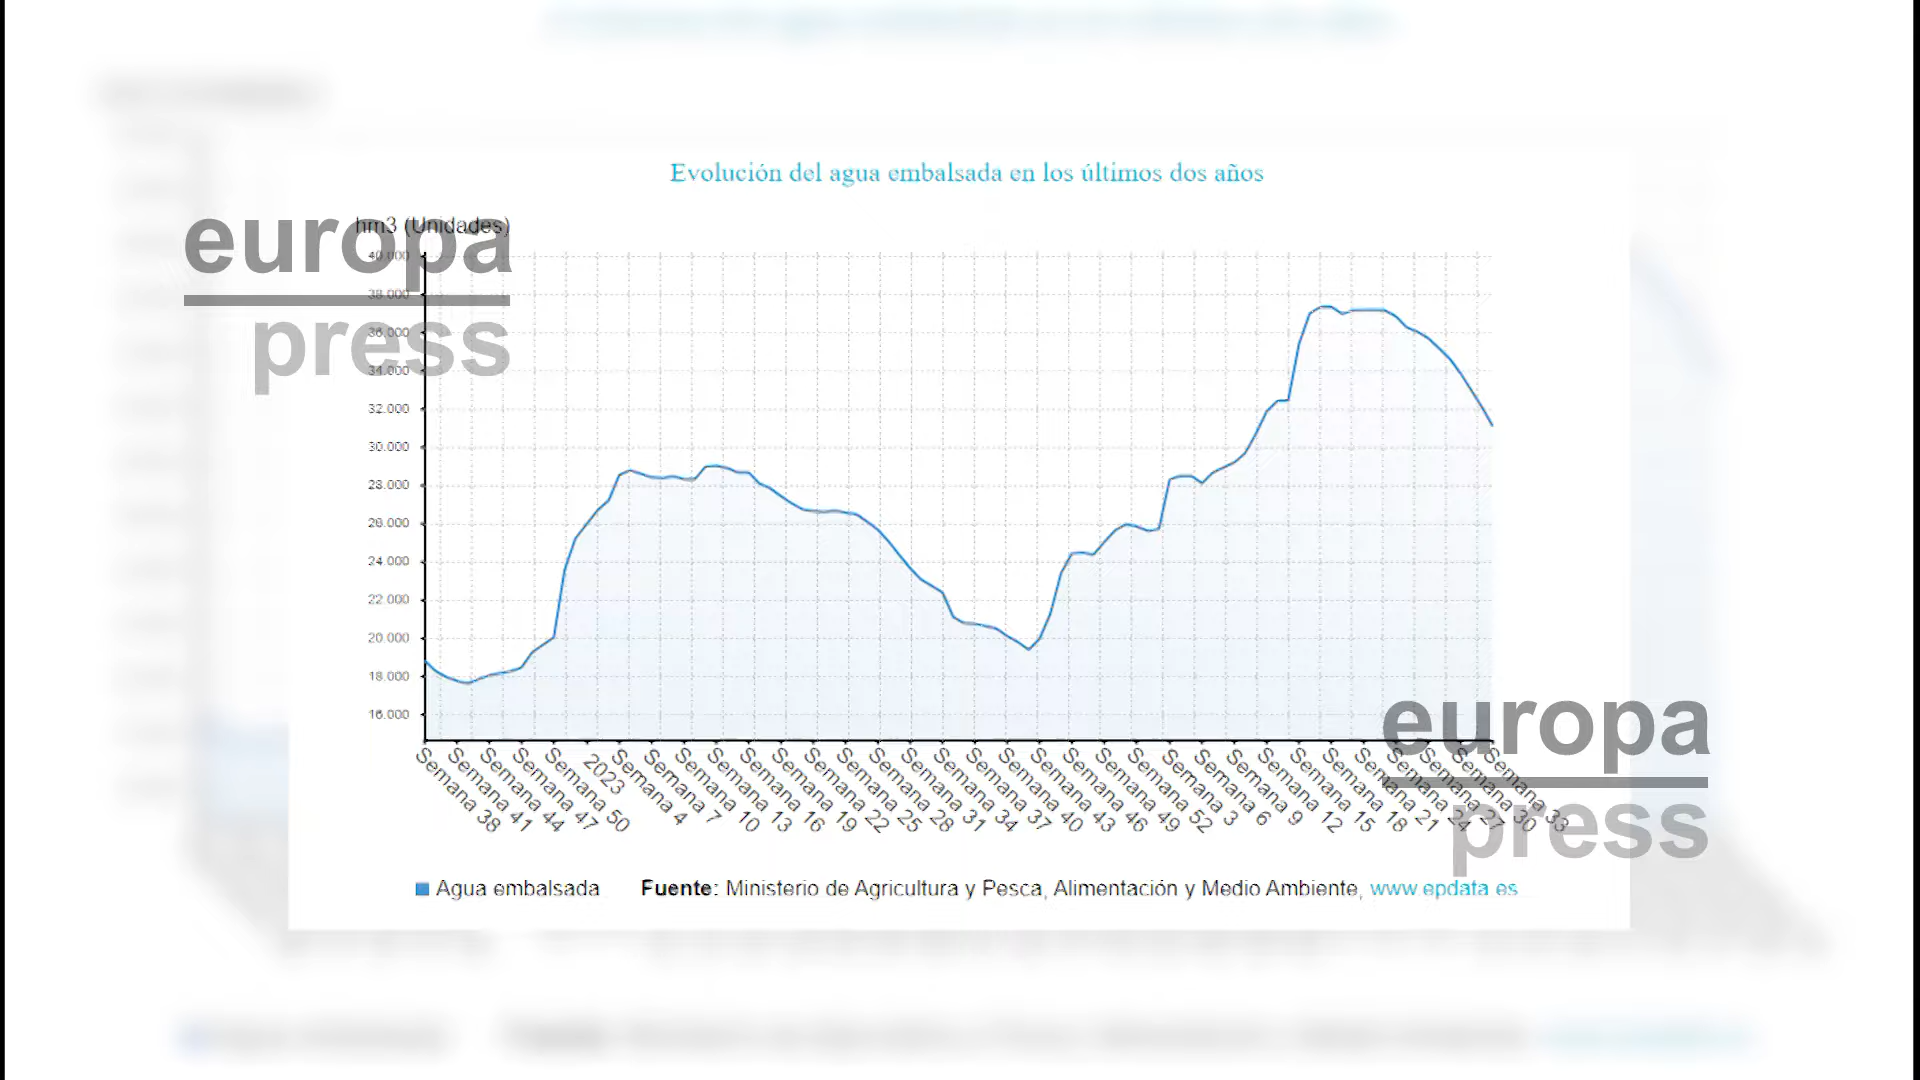 Evolución del agua embalsada en los últimos dos años
hm3 (Unidades)
europa
press
40.000
38.000
36.000
34.000
32.000
30.000
28.000
26.000
24.000
22.000
20.000
18.000
16.000
Semana 38
Semana 41
Semana 44
Semana 47
Semana 50
2023
Semana 4
Semana 7
Semana 10
Semana 13
Semana 16
Semana 19
Semana 22
Semana 25
Semana 28
Semana 31
Semana 34
Semana 37
Semana 40
Semana 43
Semana 46
Semana 49
Semana 52
Semana 3
Semana 6
Semana 9
Semana 12
Semana 15
Semana 18
Semana 21
Semana 24
Semana 27
Semana 30
Semana 33
europa
press
Agua embalsada Fuente: Ministerio de Agricultura y Pesca, Alimentación y Medio Ambiente, www.epdata.es